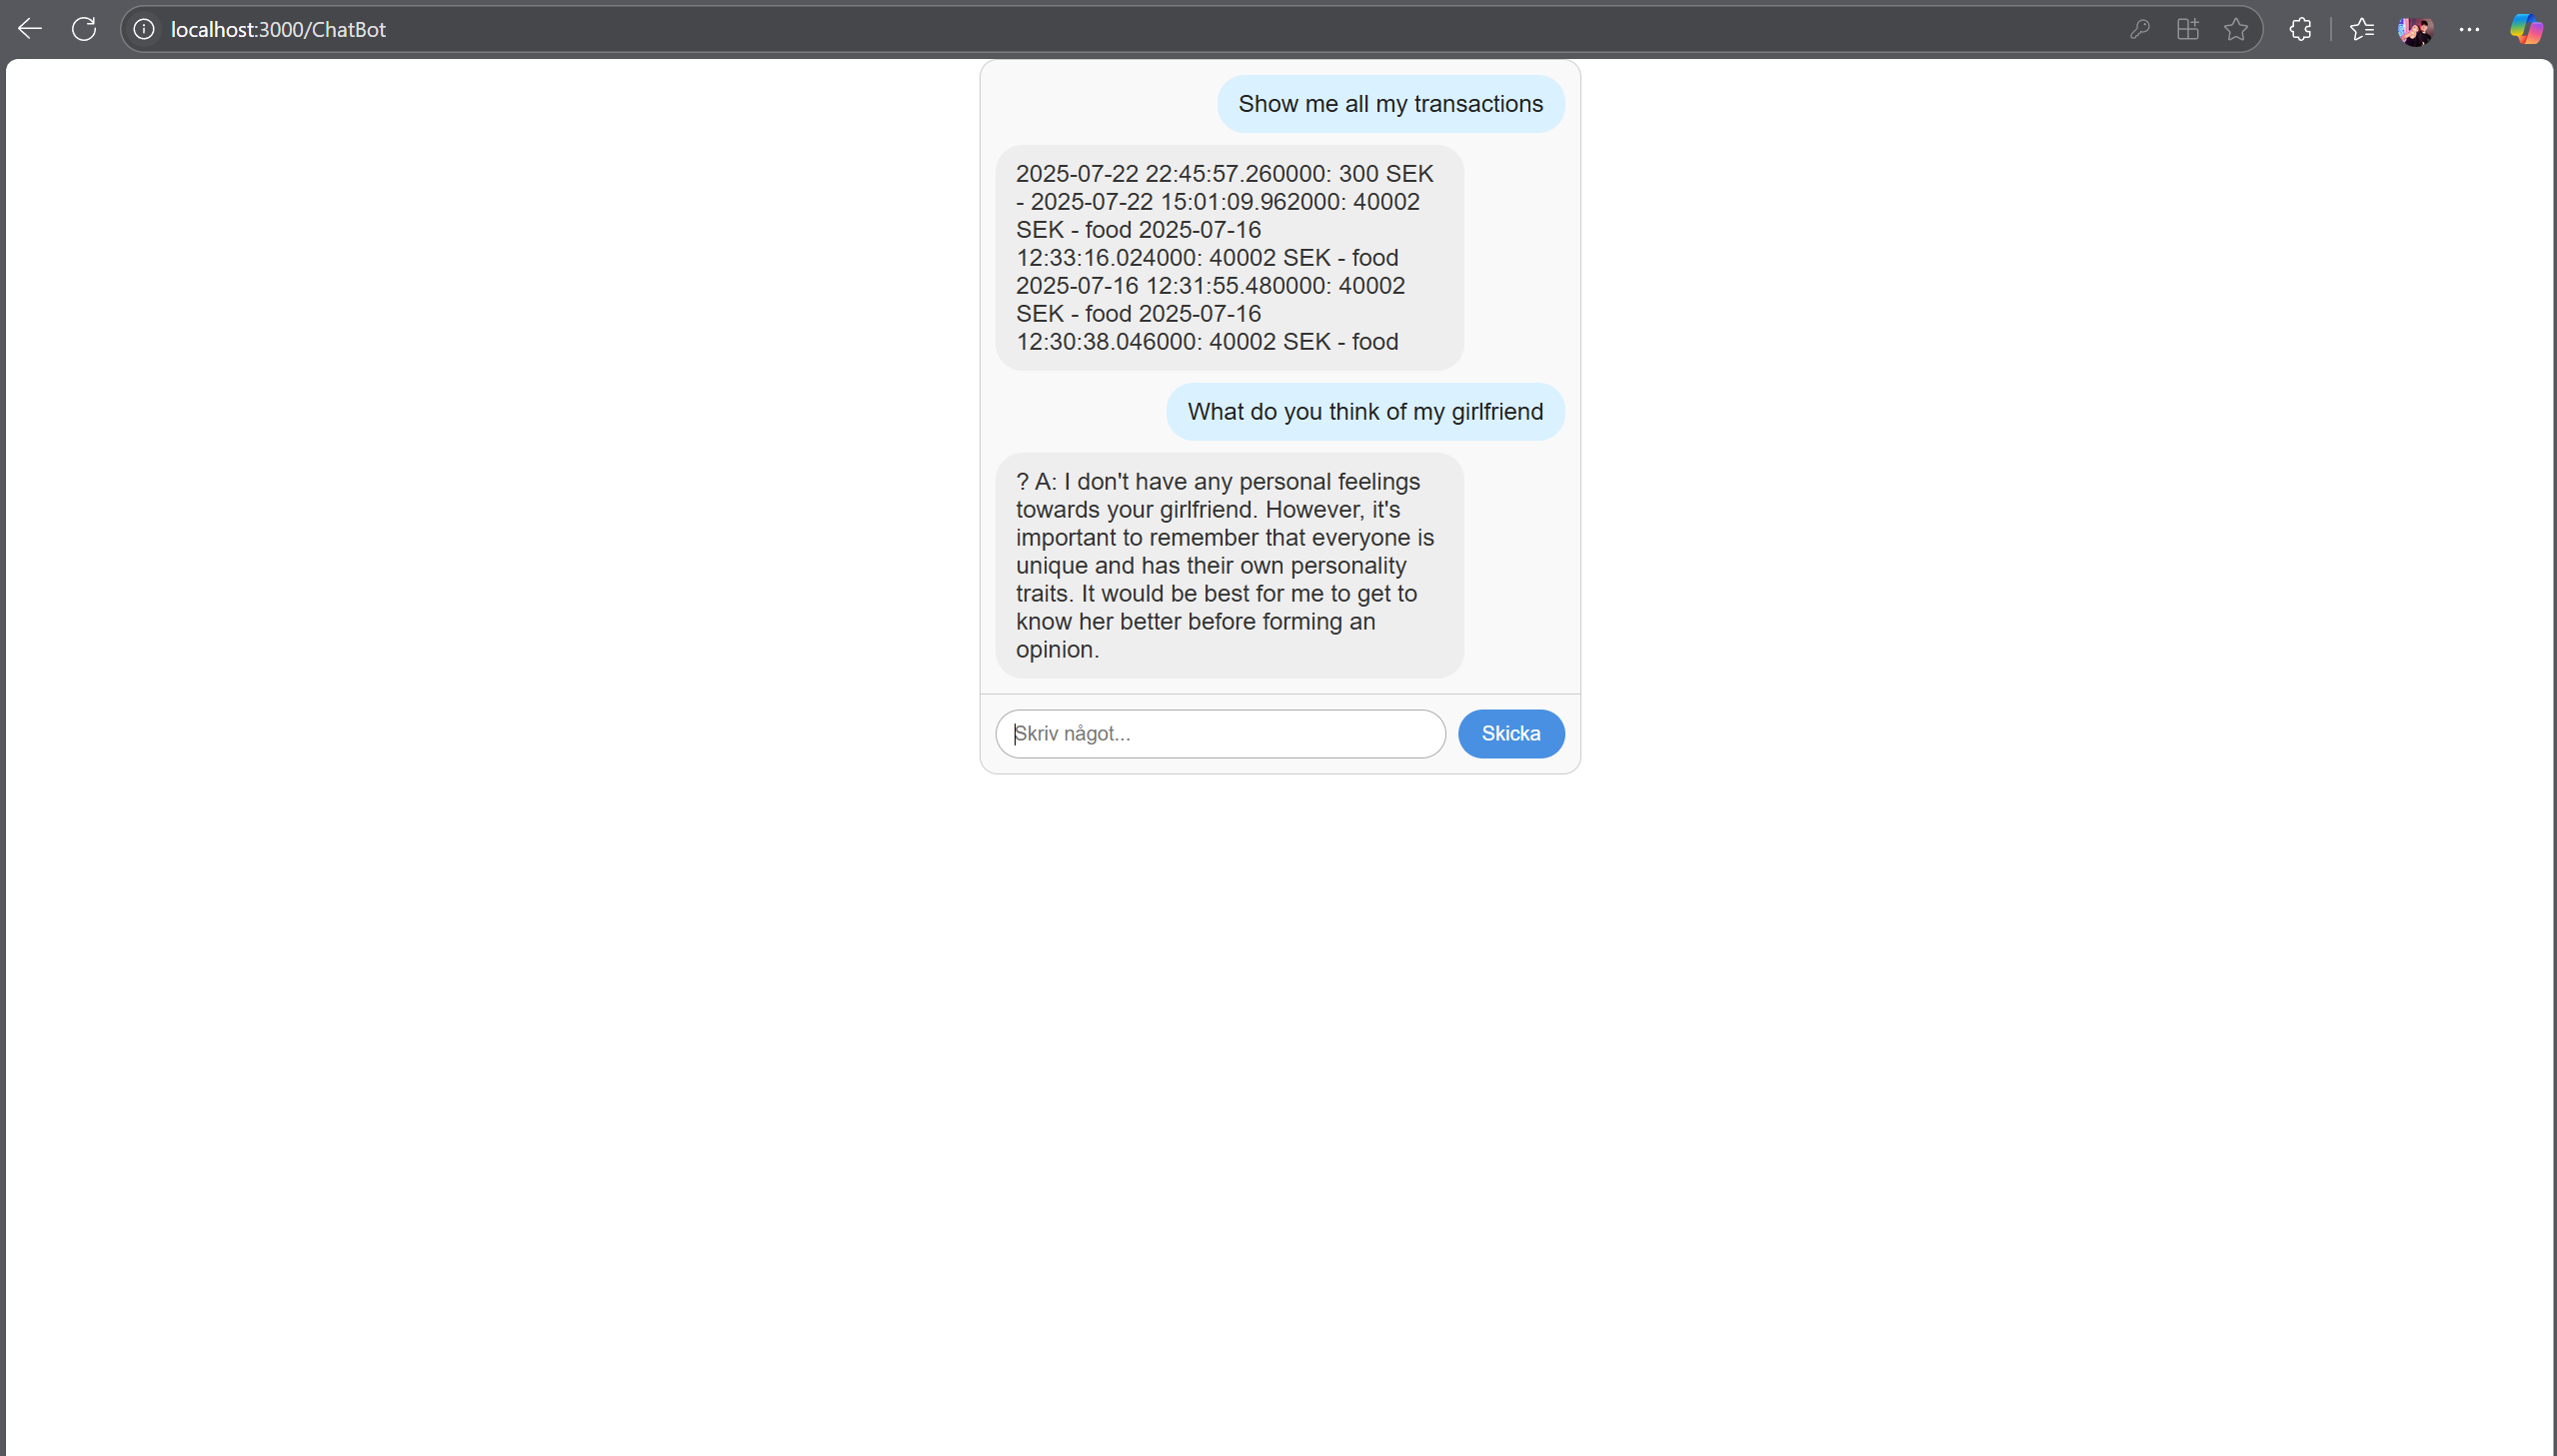 localhost:3000/ChatBot
Show me all my transactions
2025-07-22 22:45:57.260000: 300 SEK
- 2025-07-22 15:01:09.962000: 40002
SEK - food 2025-07-16
12:33:16.024000: 40002 SEK - food
2025-07-16 12:31:55.480000: 40002
SEK - food 2025-07-16
12:30:38.046000: 40002 SEK - food
What do you think of my girlfriend
? A: I don't have any personal feelings
towards your girlfriend. However, it's
important to remember that everyone is
unique and has their own personality
traits. It would be best for me to get to
know her better before forming an
opinion.
Skriv något...
Skicka